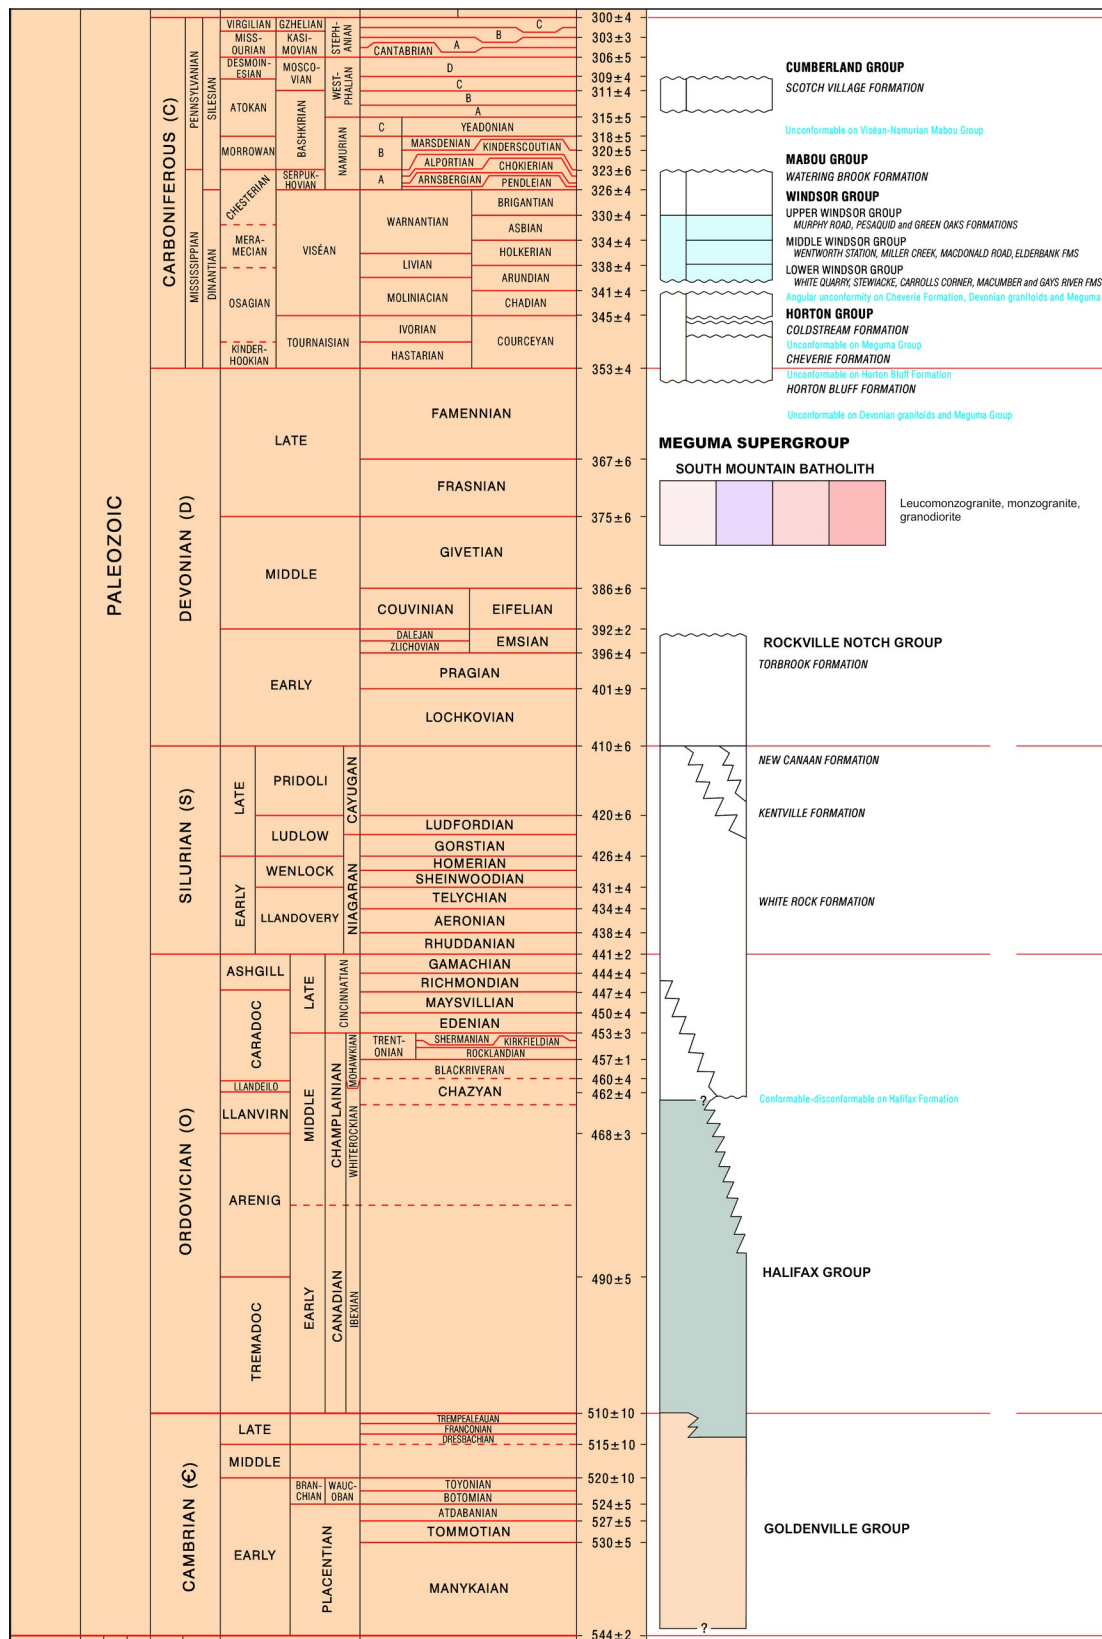 PALEOZOIC
CARBONIFEROUS (C)
PENNSYLVANIAN
SILESIAN
MISSISSIPPIAN
DINANTIAN
VIRGILIAN
MISS-
OURIAN
DESMOIN-
ESIAN
ATOKAN
MORROWAN
CHESTERIAN
MERA-
MECIAN
OSAGIAN
KINDER-
HOOKIAN
GZHELIAN
KASI-
MOVIAN
MOSCO-
VIAN
BASHKIRIAN
SERPUK-
HOVIAN
VISÉAN
TOURNAISIAN
STEPH-
ANIAN
WEST-
PHALIAN
NAMURIAN
C
B
A
CANTABRIAN
D
C
B
A
C
YEADONIAN
B
MARSDENIAN
KINDERSCOUTIAN
ALPORTIAN
CHOKIERIAN
A
ARNSBERGIAN
PENDLEIAN
WARNANTIAN
LIVIAN
MOLINIACIAN
IVORIAN
HASTARIAN
BRIGANTIAN
ASBIAN
HOLKERIAN
ARUNDIAN
CHADIAN
COURCEYAN
DEVONIAN (D)
LATE
MIDDLE
EARLY
FAMENNIAN
FRASNIAN
GIVETIAN
COUVINIAN
EIFELIAN
DALEJAN
ZLICHOVIAN
EMSIAN
PRAGIAN
LOCHKOVIAN
SILURIAN (S)
LATE
EARLY
PRIDOLI
LUDLOW
WENLOCK
LLANDOVERY
CAYUGAN
NIAGARAN
LUDFORDIAN
GORSTIAN
HOMERIAN
SHEINWOODIAN
TELYCHIAN
AERONIAN
RHUDDANIAN
ORDOVICIAN (O)
ASHGILL
CARADOC
LLANDEILO
LLANVIRN
ARENIG
TREMADOC
LATE
MIDDLE
EARLY
CINCINNATIAN
CHAMPLAINIAN
CANADIAN
MOHAWKIAN
WHITEROCKIAN
IBEXIAN
GAMACHIAN
RICHMONDIAN
MAYSVILLIAN
EDENIAN
TRENT-
ONIAN
SHERMANIAN
KIRKFIELDIAN
ROCKLANDIAN
BLACKRIVERAN
CHAZYAN
CAMBRIAN (Є)
LATE
MIDDLE
EARLY
BRAN-
CHIAN
WAUC-
OBAN
PLACENTIAN
TREMPEALEAUAN
FRANCONIAN
DRESBACHIAN
TOYONIAN
BOTOMIAN
ATDABANIAN
TOMMOTIAN
MANYKAIAN
300±4
303±3
306±5
309±4
311±4
315±5
318±5
320±5
323±6
326±4
330±4
334±4
338±4
341±4
345±4
353±4
367±6
375±6
386±6
392±2
396±4
401±9
410±6
420±6
426±4
431±4
434±4
438±4
441±2
444±4
447±4
450±4
453±3
457±1
460±4
462±4
468±3
490±5
510±10
515±10
520±10
524±5
527±5
530±5
544±2
CUMBERLAND GROUP
SCOTCH VILLAGE FORMATION
Unconformable on Viséan-Namurian Mabou Group
MABOU GROUP
WATERING BROOK FORMATION
WINDSOR GROUP
UPPER WINDSOR GROUP
MURPHY ROAD, PESAQUID and GREEN OAKS FORMATIONS
MIDDLE WINDSOR GROUP
WENTWORTH STATION, MILLER CREEK, MACDONALD ROAD, ELDERBANK FMS
LOWER WINDSOR GROUP
WHITE QUARRY, STEWIACKE, CARROLLS CORNER, MACUMBER and GAYS RIVER FMS
Angular unconformity on Cheverie Formation, Devonian granitoids and Meguma
HORTON GROUP
COLDSTREAM FORMATION
Unconformable on Meguma Group
CHEVERIE FORMATION
Unconformable on Horton Bluff Formation
HORTON BLUFF FORMATION
Unconformable on Devonian granitoids and Meguma Group
MEGUMA SUPERGROUP
SOUTH MOUNTAIN BATHOLITH
Leucomonzogranite, monzogranite,
granodiorite
ROCKVILLE NOTCH GROUP
TORBROOK FORMATION
NEW CANAAN FORMATION
KENTVILLE FORMATION
WHITE ROCK FORMATION
?
Conformable-disconformable on Halifax Formation
HALIFAX GROUP
GOLDENVILLE GROUP
?